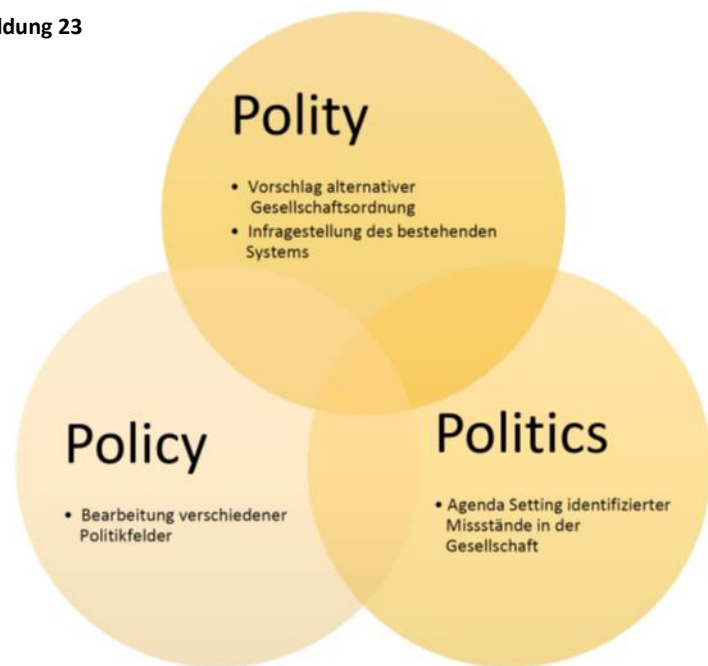 ldung 23
Polity
• Vorschlag alternativer
Gesellschaftsordnung
• Infragestellung des bestehenden
Systems
Policy
• Bearbeitung verschiedener
Politikfelder
Politics
• Agenda Setting identifizierter
Missstände in der
Gesellschaft